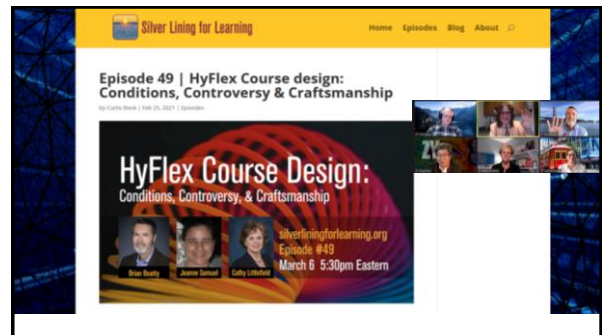 Silver Lining for Learning
Home Episodes Blog About
Episode 49 | HyFlex Course design:
Conditions, Controversy & Craftsmanship
by Curtis Bonk | Feb 25, 2021 | Episodes
HyFlex Course Design:
Conditions, Controversy, & Craftsmanship
silverliningforlearning.org
Episode #49
March 6 5:30pm Eastern
Brian Beatty Jeanne Samuel Cathy Littlefield